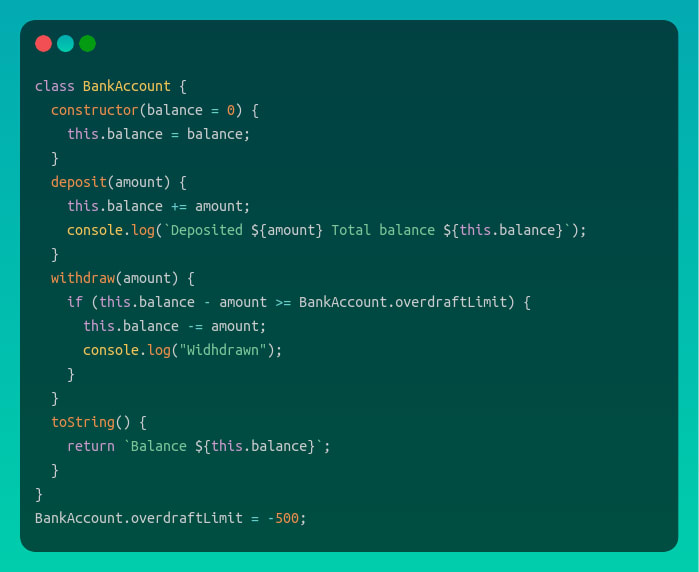 class BankAccount {
  constructor(balance = 0) {
    this.balance = balance;
  }
  deposit(amount) {
    this.balance += amount;
    console.log(`Deposited ${amount} Total balance ${this.balance}`);
  }
  withdraw(amount) {
    if (this.balance - amount >= BankAccount.overdraftLimit) {
      this.balance -= amount;
      console.log("Widhdrawn");
    }
  }
  toString() {
    return `Balance ${this.balance}`;
  }
}
BankAccount.overdraftLimit = -500;